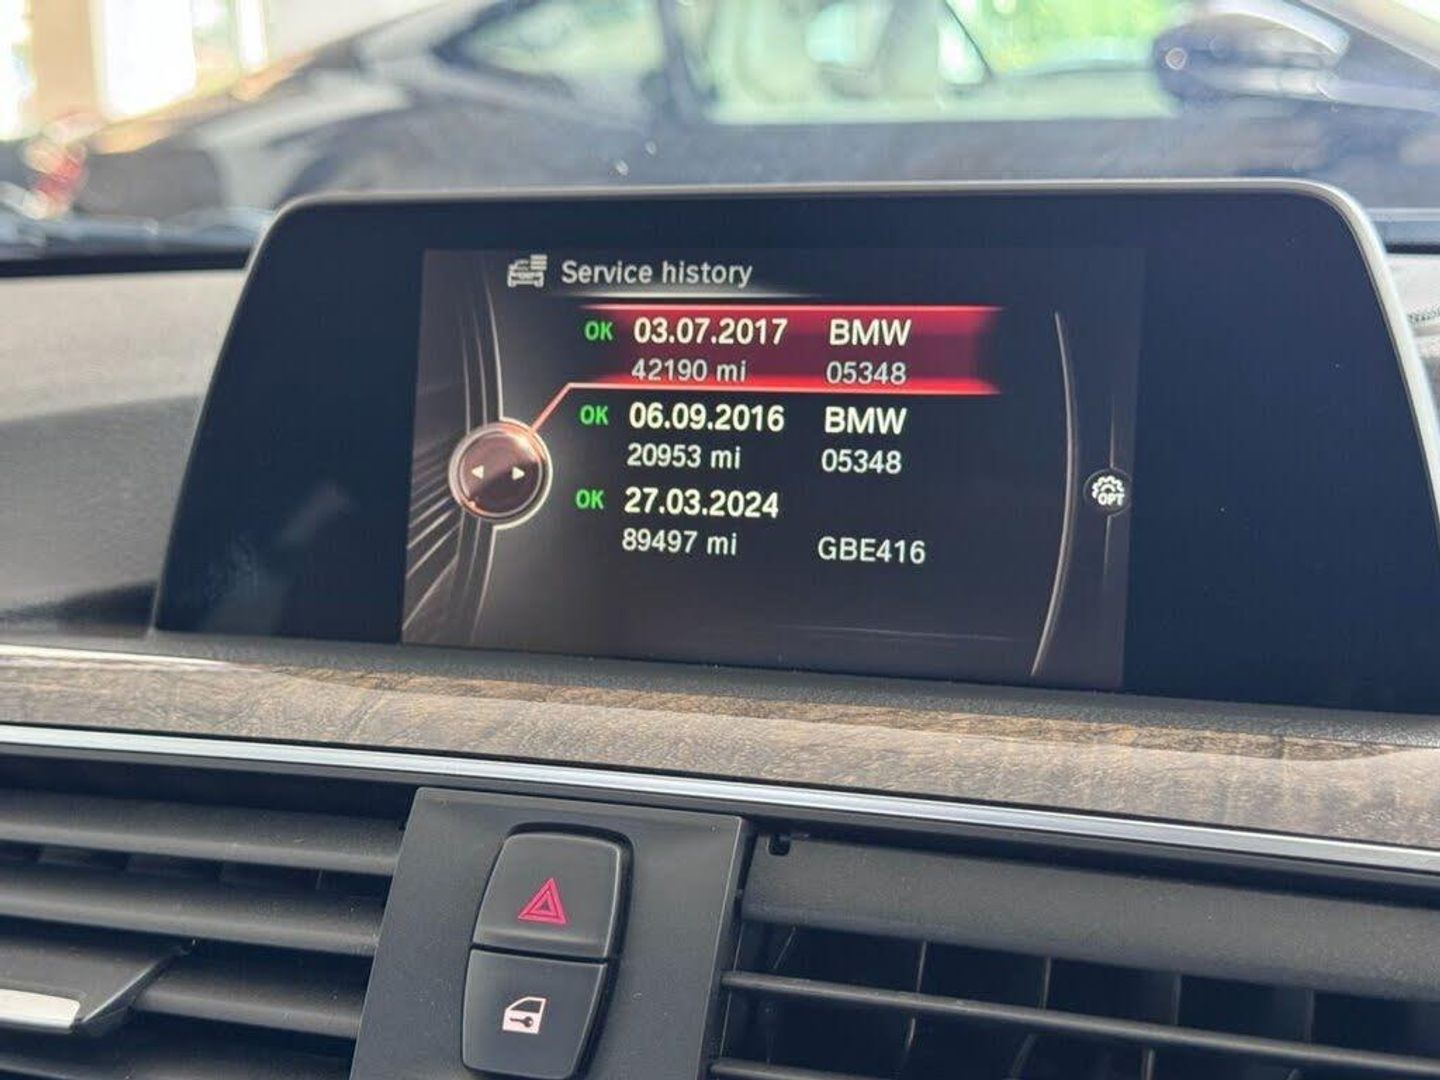 Service history
OK 03.07.2017 BMW
42190 mi 05348
OK 06.09.2016 BMW
20953 mi 05348
OK 27.03.2024
89497 mi GBE416
OPT